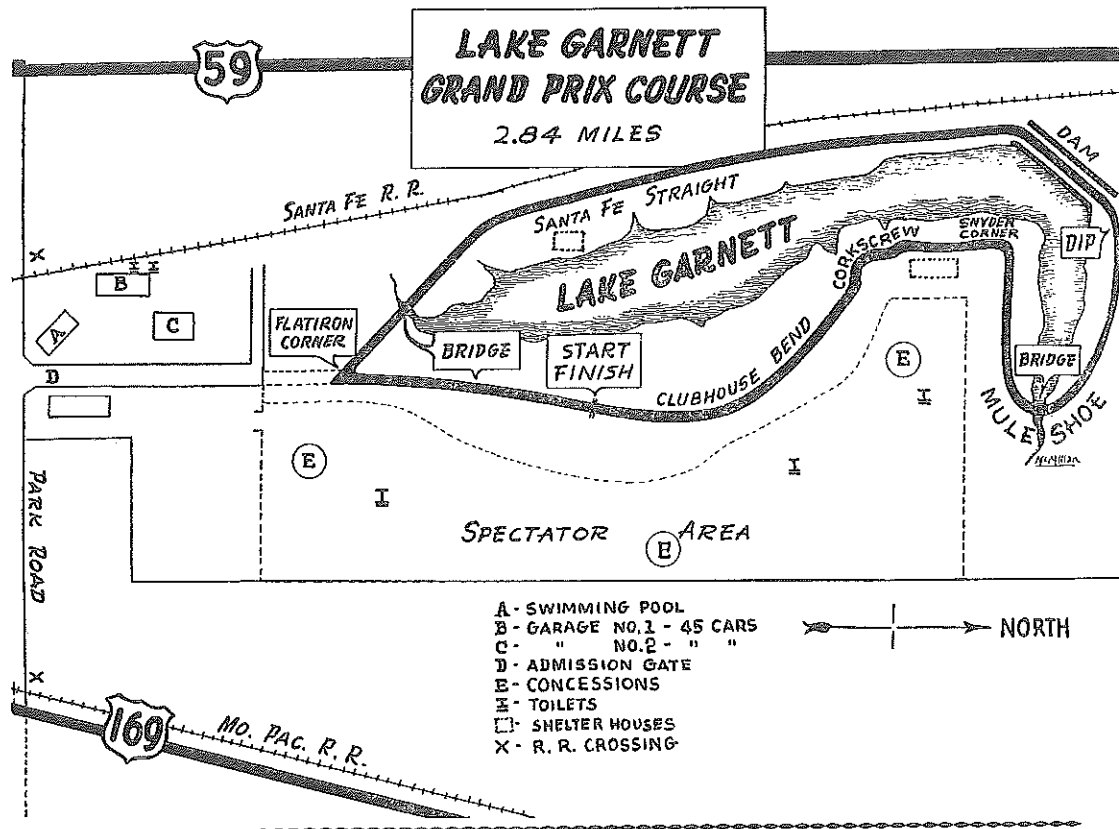 LAKE GARNETT
GRAND PRIX COURSE
2.84 MILES
59
SANTA FE R.R.
SANTA FE STRAIGHT
DAM
LAKE GARNETT
CORKSCREW
SNYDER
CORNER
DIP
X
B
A
C
D
FLATIRON
CORNER
BRIDGE
START
FINISH
CLUBHOUSE BEND
E
BRIDGE
MULE SHOE
E
SPECTATOR AREA
E
PARK ROAD
X
A - SWIMMING POOL
B - GARAGE NO.1 - 45 CARS
C - " NO.2 - " "
D - ADMISSION GATE
E - CONCESSIONS
I - TOILETS
- SHELTER HOUSES
X - R.R. CROSSING
NORTH
169
MO. PAC. R.R.